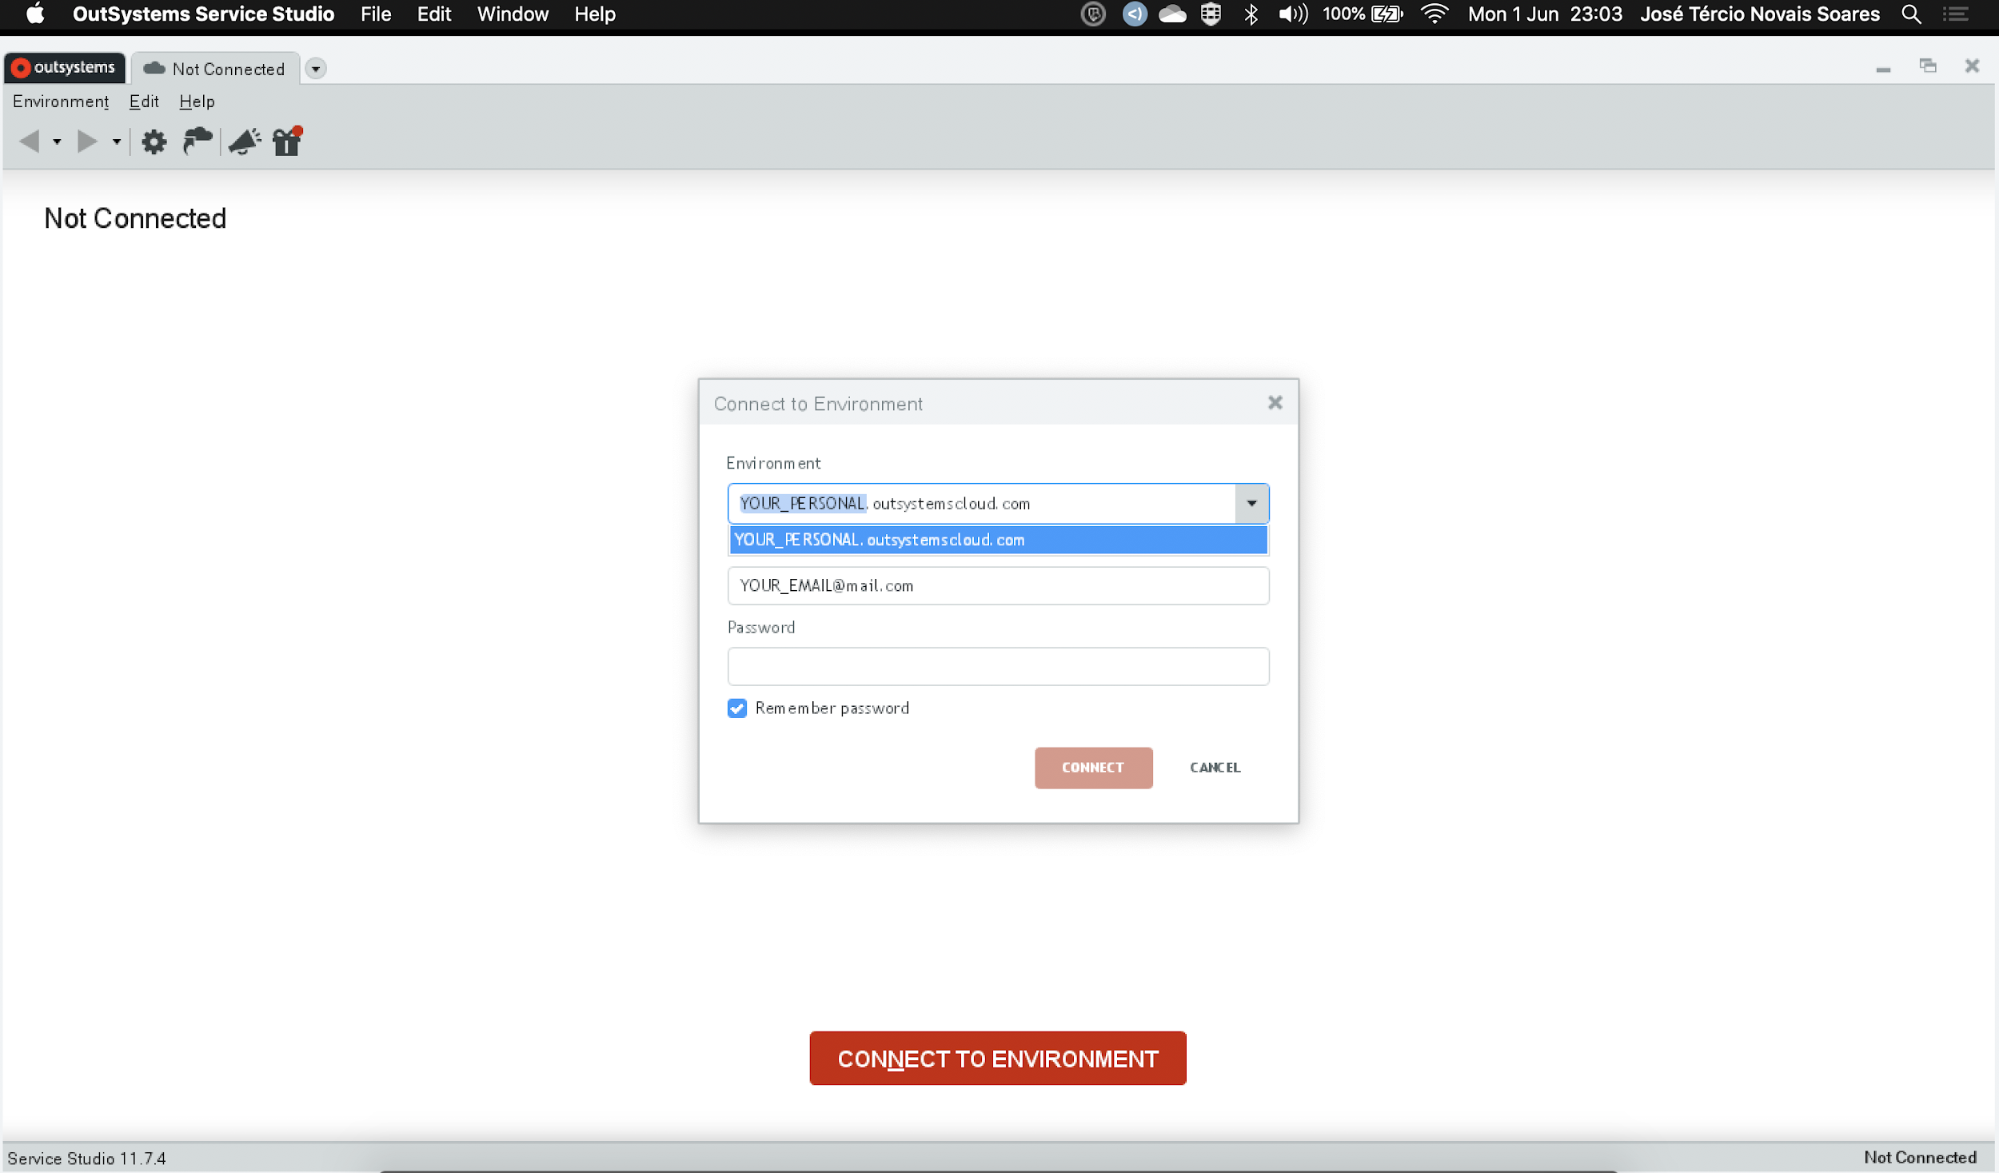 OutSystems Service Studio File Edit Window Help 100% Mon 1 Jun 23:03 José Tércio Novais Soares
outsystems Not Connected
Environment Edit Help
Not Connected
Connect to Environment
Environment
YOUR_PERSONAL.outsystemscloud.com
YOUR_PERSONAL.outsystemscloud.com
YOUR_EMAIL@mail.com
Password
Remember password
CONNECT CANCEL
CONNECT TO ENVIRONMENT
Service Studio 11.7.4 Not Connected